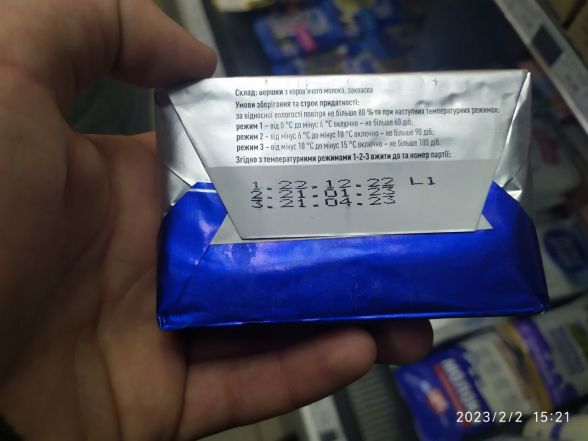 Склад: вершки з коров'ячого молока, закваска
Умови зберігання та строк придатності:
за відносної вологості повітря не більше 80 % та при наступних температурних режимах:
режим 1 – від 0 °С до мінус 6 °С включно – не більше 60 діб;
режим 2 – від мінус 6 °С до мінус 10 °С включно – не більше 90 діб;
режим 3 – від мінус 10 °С до мінус 15 °С включно – не більше 180 діб.
Згідно з температурними режимами 1-2-3 вжити до та номер партії:
1. 22.12.22 L1
2. 21.01.23
3. 21.04.23
2023/2/2 15:21